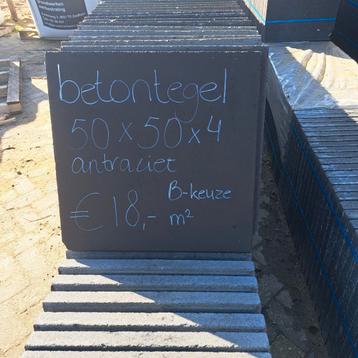 betontegel
50 x 50 x 4
antraciet
B-keuze
€ 18,- m²